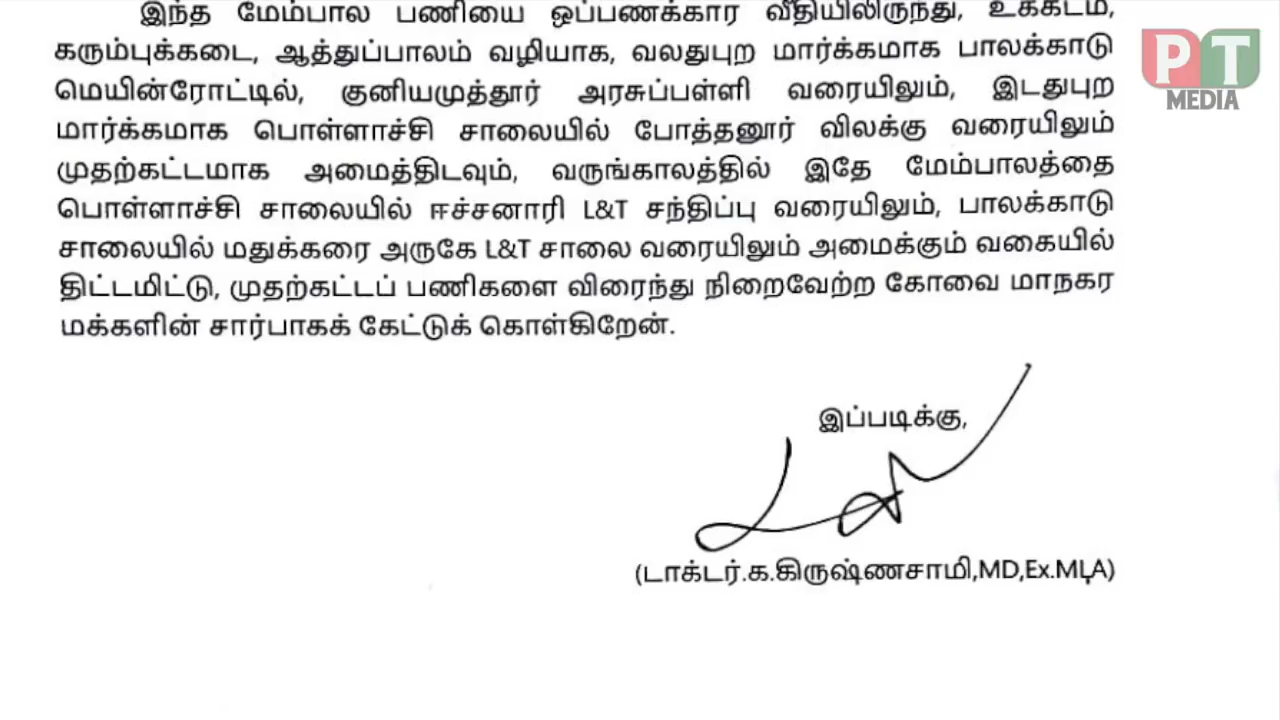 இந்த மேம்பால பணியை ஒப்பணக்கார வீதியிலிருந்து, உக்கடம்,
கரும்புக்கடை, ஆத்துப்பாலம் வழியாக, வலதுபுற மார்க்கமாக பாலக்காடு
மெயின்ரோட்டில், குனியமுத்தூர் அரசுப்பள்ளி வரையிலும், இடதுபுற
மார்க்கமாக பொள்ளாச்சி சாலையில் போத்தனூர் விலக்கு வரையிலும்
முதற்கட்டமாக அமைத்திடவும், வருங்காலத்தில் இதே மேம்பாலத்தை
பொள்ளாச்சி சாலையில் ஈச்சனாரி L&T சந்திப்பு வரையிலும், பாலக்காடு
சாலையில் மதுக்கரை அருகே L&T சாலை வரையிலும் அமைக்கும் வகையில்
திட்டமிட்டு, முதற்கட்டப் பணிகளை விரைந்து நிறைவேற்ற கோவை மாநகர
மக்களின் சார்பாகக் கேட்டுக் கொள்கிறேன்.
இப்படிக்கு,
(டாக்டர்.க.கிருஷ்ணசாமி,MD,Ex.MLA)
PT
MEDIA